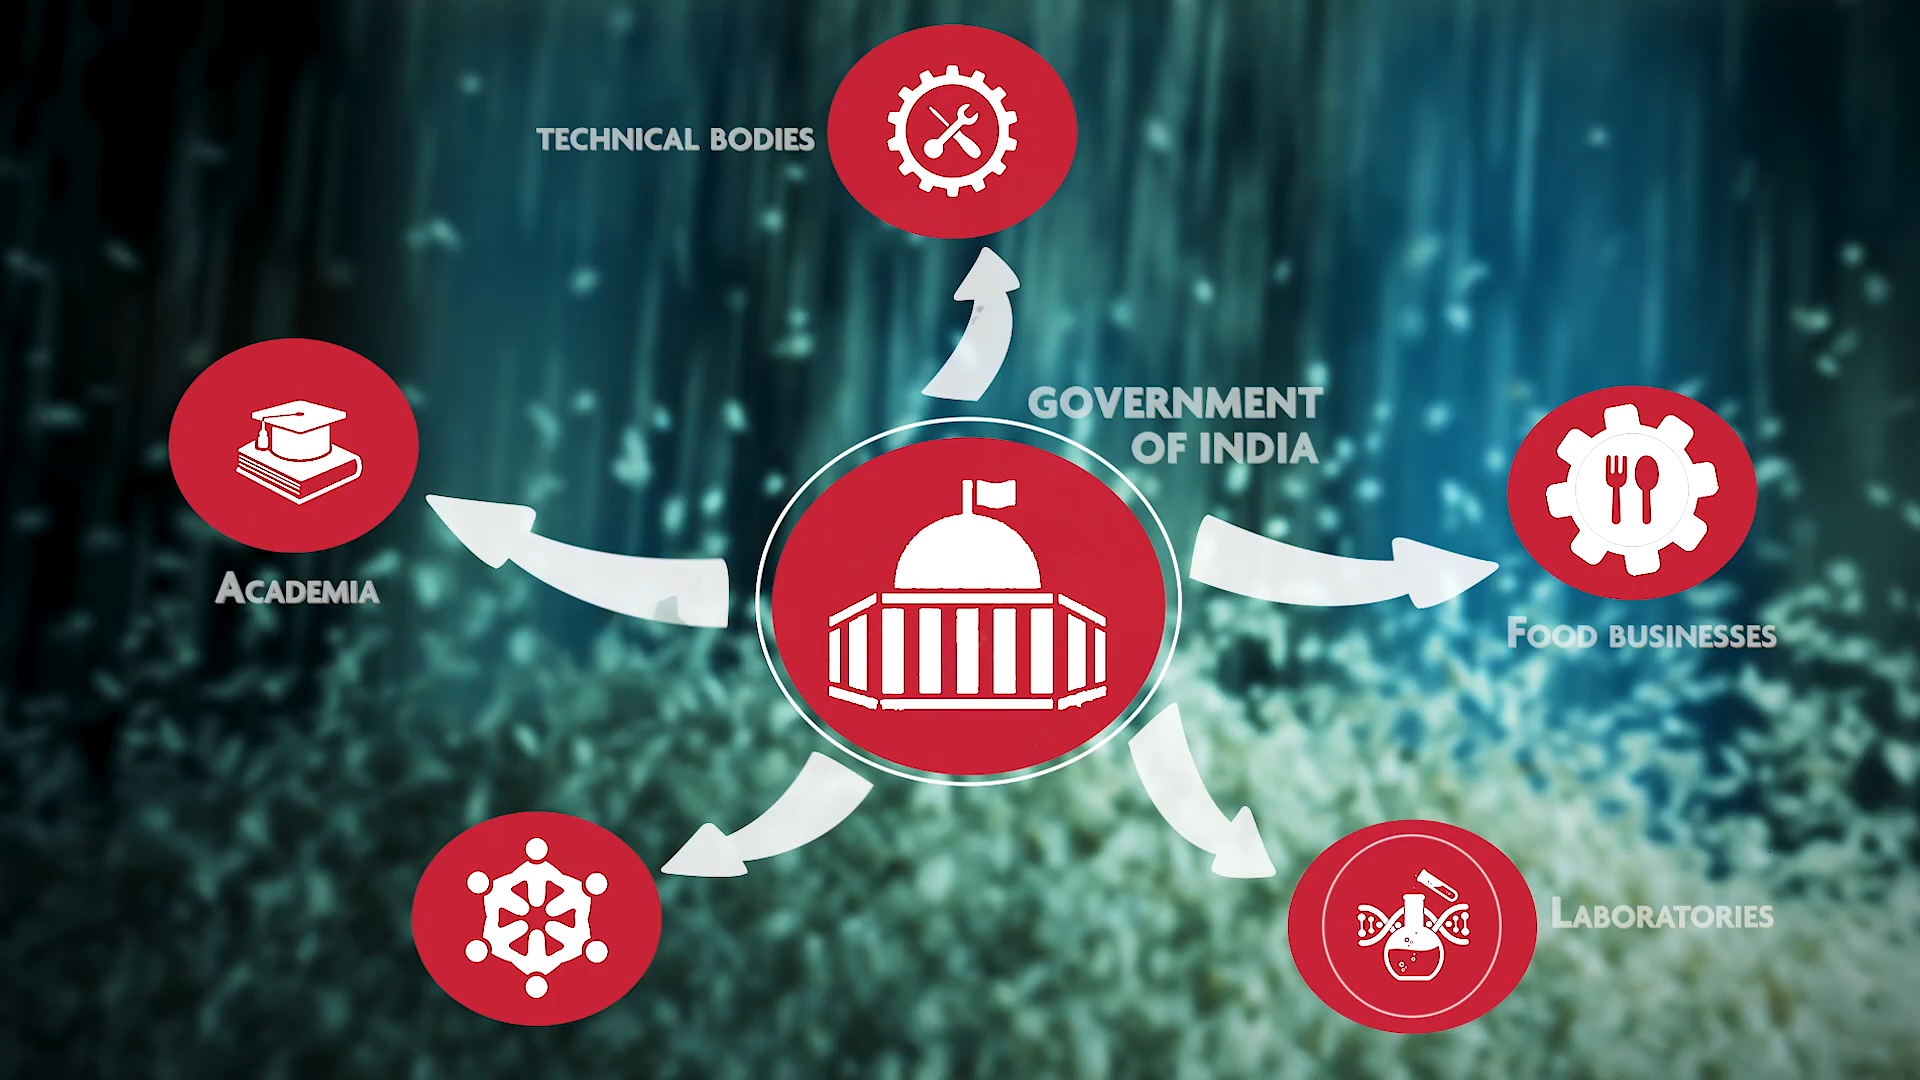 TECHNICAL BODIES
GOVERNMENT
OF INDIA
ACADEMIA
FOOD BUSINESSES
LABORATORIES